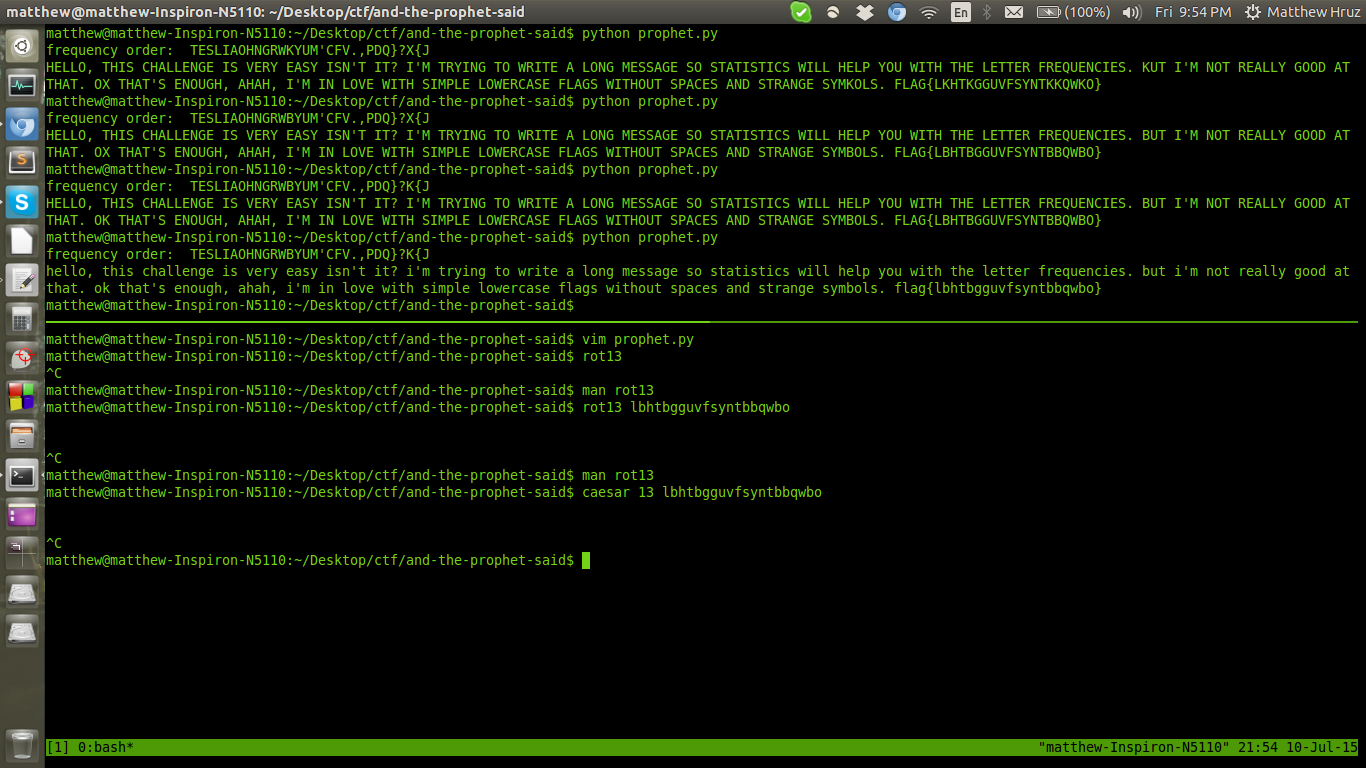 matthew@matthew-Inspiron-N5110: ~/Desktop/ctf/and-the-prophet-said
En (100%) Fri 9:54 PM Matthew Hruz
matthew@matthew-Inspiron-N5110:~/Desktop/ctf/and-the-prophet-said$ python prophet.py
frequency order:  TESLIAOHNGRWKYUM'CFV.,PDQ}?X{J
HELLO, THIS CHALLENGE IS VERY EASY ISN'T IT? I'M TRYING TO WRITE A LONG MESSAGE SO STATISTICS WILL HELP YOU WITH THE LETTER FREQUENCIES. KUT I'M NOT REALLY GOOD AT
THAT. OX THAT'S ENOUGH, AHAH, I'M IN LOVE WITH SIMPLE LOWERCASE FLAGS WITHOUT SPACES AND STRANGE SYMKOLS. FLAG{LKHTKGGUVFSYNTKKQWKO}
matthew@matthew-Inspiron-N5110:~/Desktop/ctf/and-the-prophet-said$ python prophet.py
frequency order:  TESLIAOHNGRWBYUM'CFV.,PDQ}?X{J
HELLO, THIS CHALLENGE IS VERY EASY ISN'T IT? I'M TRYING TO WRITE A LONG MESSAGE SO STATISTICS WILL HELP YOU WITH THE LETTER FREQUENCIES. BUT I'M NOT REALLY GOOD AT
THAT. OX THAT'S ENOUGH, AHAH, I'M IN LOVE WITH SIMPLE LOWERCASE FLAGS WITHOUT SPACES AND STRANGE SYMBOLS. FLAG{LBHTBGGUVFSYNTBBQWBO}
matthew@matthew-Inspiron-N5110:~/Desktop/ctf/and-the-prophet-said$ python prophet.py
frequency order:  TESLIAOHNGRWBYUM'CFV.,PDQ}?K{J
HELLO, THIS CHALLENGE IS VERY EASY ISN'T IT? I'M TRYING TO WRITE A LONG MESSAGE SO STATISTICS WILL HELP YOU WITH THE LETTER FREQUENCIES. BUT I'M NOT REALLY GOOD AT
THAT. OK THAT'S ENOUGH, AHAH, I'M IN LOVE WITH SIMPLE LOWERCASE FLAGS WITHOUT SPACES AND STRANGE SYMBOLS. FLAG{LBHTBGGUVFSYNTBBQWBO}
matthew@matthew-Inspiron-N5110:~/Desktop/ctf/and-the-prophet-said$ python prophet.py
frequency order:  TESLIAOHNGRWBYUM'CFV.,PDQ}?K{J
hello, this challenge is very easy isn't it? i'm trying to write a long message so statistics will help you with the letter frequencies. but i'm not really good at
that. ok that's enough, ahah, i'm in love with simple lowercase flags without spaces and strange symbols. flag{lbhtbgguvfsyntbbqwbo}
matthew@matthew-Inspiron-N5110:~/Desktop/ctf/and-the-prophet-said$
matthew@matthew-Inspiron-N5110:~/Desktop/ctf/and-the-prophet-said$ vim prophet.py
matthew@matthew-Inspiron-N5110:~/Desktop/ctf/and-the-prophet-said$ rot13
^C
matthew@matthew-Inspiron-N5110:~/Desktop/ctf/and-the-prophet-said$ man rot13
matthew@matthew-Inspiron-N5110:~/Desktop/ctf/and-the-prophet-said$ rot13 lbhtbgguvfsyntbbqwbo
^C
matthew@matthew-Inspiron-N5110:~/Desktop/ctf/and-the-prophet-said$ man rot13
matthew@matthew-Inspiron-N5110:~/Desktop/ctf/and-the-prophet-said$ caesar 13 lbhtbgguvfsyntbbqwbo
^C
matthew@matthew-Inspiron-N5110:~/Desktop/ctf/and-the-prophet-said$
[1] 0:bash* "matthew-Inspiron-N5110" 21:54 10-Jul-15